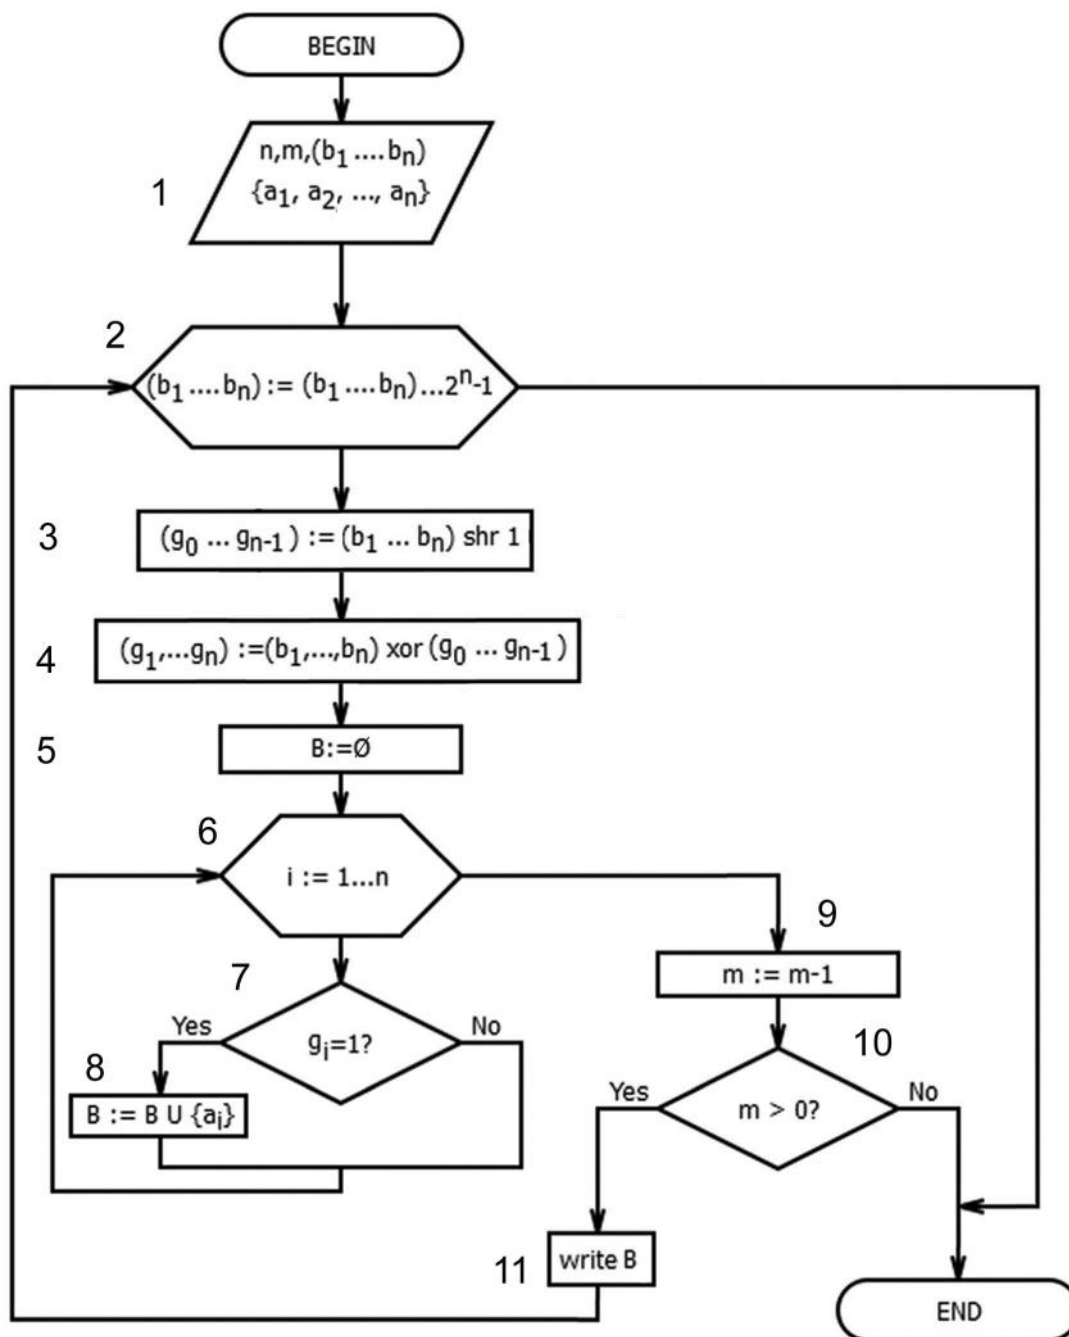 BEGIN
1
n,m,(b₁ ....bₙ)
{a₁, a₂, ..., aₙ}
2
(b₁ ....bₙ) := (b₁ ....bₙ)...2ⁿ-1
3
(g₀ ... gₙ₋₁ ) := (b₁ ... bₙ) shr 1
4
(g₁,...gₙ) :=(b₁,...,bₙ) xor (g₀ ... gₙ₋₁ )
5
B:=Ø
6
i := 1...n
7
Yes
gᵢ=1?
No
8
B := B U {aᵢ}
9
m := m-1
10
Yes
m > 0?
No
11
write B
END